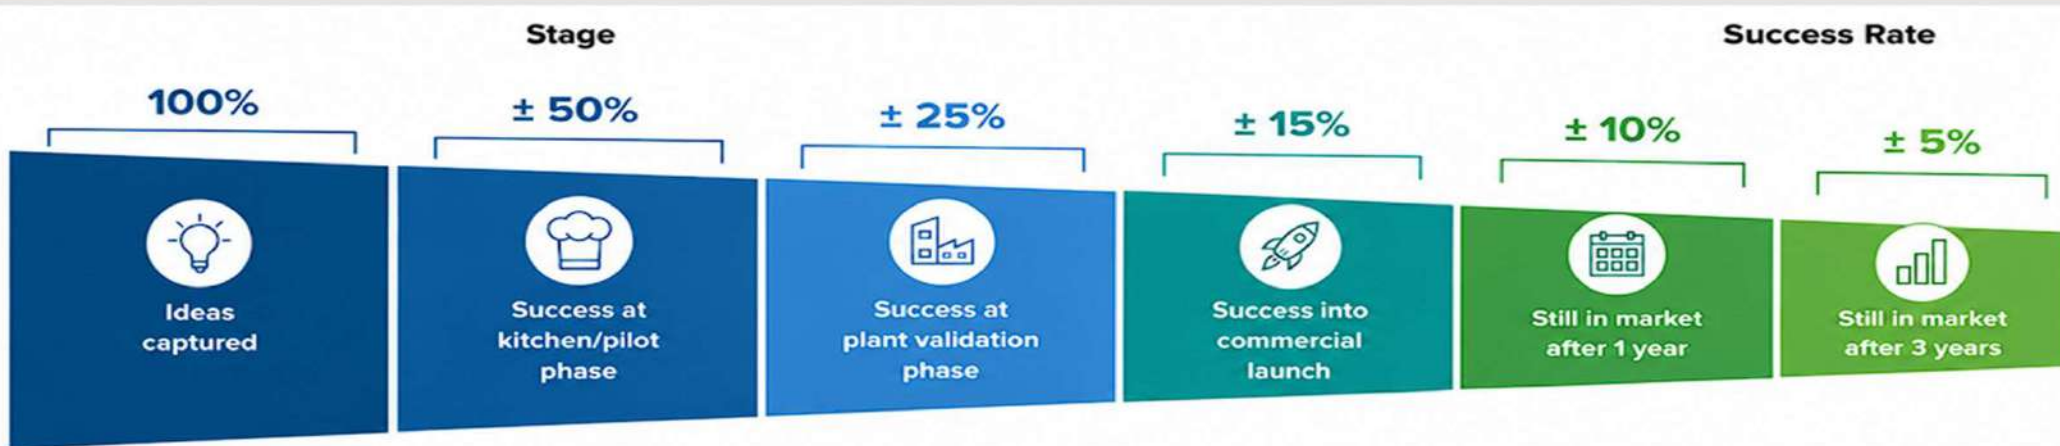 Stage
Success Rate
100%
± 50%
± 25%
± 15%
± 10%
± 5%
Ideas
captured
Success at
kitchen/pilot
phase
Success at
plant validation
phase
Success into
commercial
launch
Still in market
after 1 year
Still in market
after 3 years